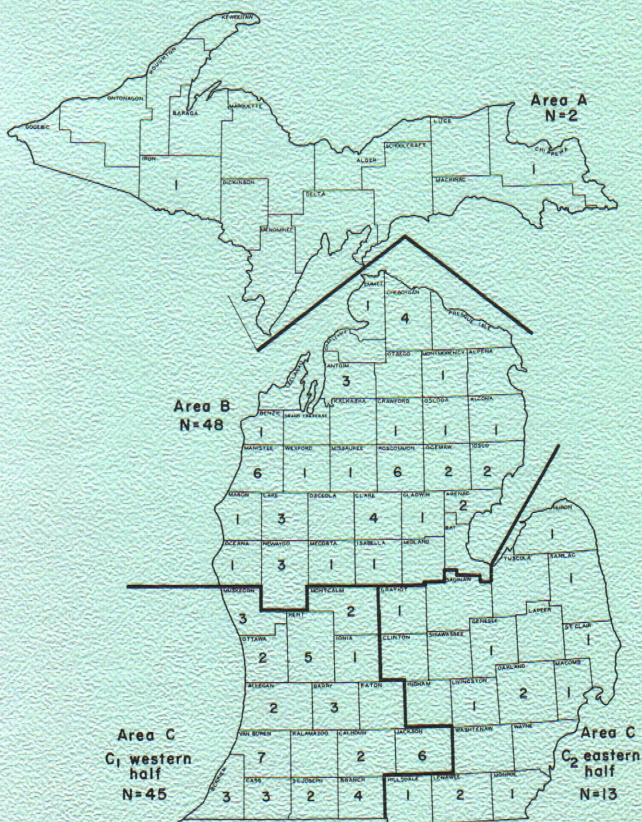 KEWEENAW
HOUGHTON
ONTONAGON
GOGEBIC
BARAGA
MARQUETTE
IRON
1
DICKINSON
MENOMINEE
DELTA
ALGER
SCHOOLCRAFT
LUCE
MACKINAC
CHIPPEWA
1
Area A
N=2
EMMET
1
CHEBOYGAN
4
PRESQUE ISLE
CHARLEVOIX
LEELANAU
ANTRIM
3
OTSEGO
MONTMORENCY
1
ALPENA
Area B
N=48
BENZIE
1
GRAND TRAVERSE
KALKASKA
CRAWFORD
1
OSCODA
1
ALCONA
1
MANISTEE
6
WEXFORD
1
MISSAUKEE
1
ROSCOMMON
6
OGEMAW
2
IOSCO
2
MASON
1
LAKE
3
OSCEOLA
CLARE
4
GLADWIN
1
ARENAC
2
BAY
OCEANA
1
NEWAYGO
3
MECOSTA
1
ISABELLA
1
MIDLAND
HURON
1
TUSCOLA
SANILAC
1
SAGINAW
MUSKEGON
3
MONTCALM
2
GRATIOT
1
KENT
5
OTTAWA
2
IONIA
1
CLINTON
SHIAWASSEE
GENESEE
1
LAPEER
ST CLAIR
1
ALLEGAN
2
BARRY
3
EATON
INGHAM
LIVINGSTON
1
OAKLAND
2
MACOMB
1
VAN BUREN
7
KALAMAZOO
CALHOUN
2
JACKSON
6
WASHTENAW
WAYNE
BERRIEN
3
CASS
3
ST JOSEPH
2
BRANCH
4
HILLSDALE
1
LENAWEE
2
MONROE
1
Area C
C1 western
half
N=45
Area C
C2 eastern
half
N=13